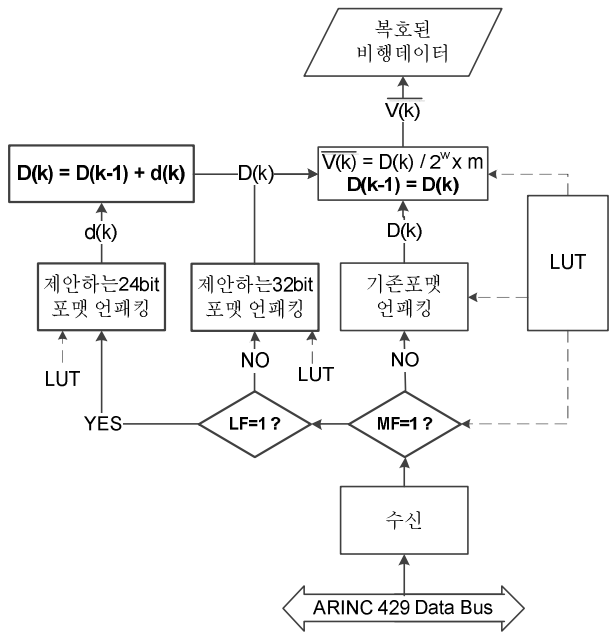 복호된
비행데이터
V(k)
D(k) = D(k-1) + d(k)
D(k)
V(k) = D(k) / 2ʷ x m
D(k-1) = D(k)
d(k)
D(k)
LUT
제안하는24bit
포맷 언패킹
제안하는32bit
포맷 언패킹
기존포맷
언패킹
LUT
NO
LUT
NO
YES
LF=1 ?
MF=1 ?
수신
ARINC 429 Data Bus